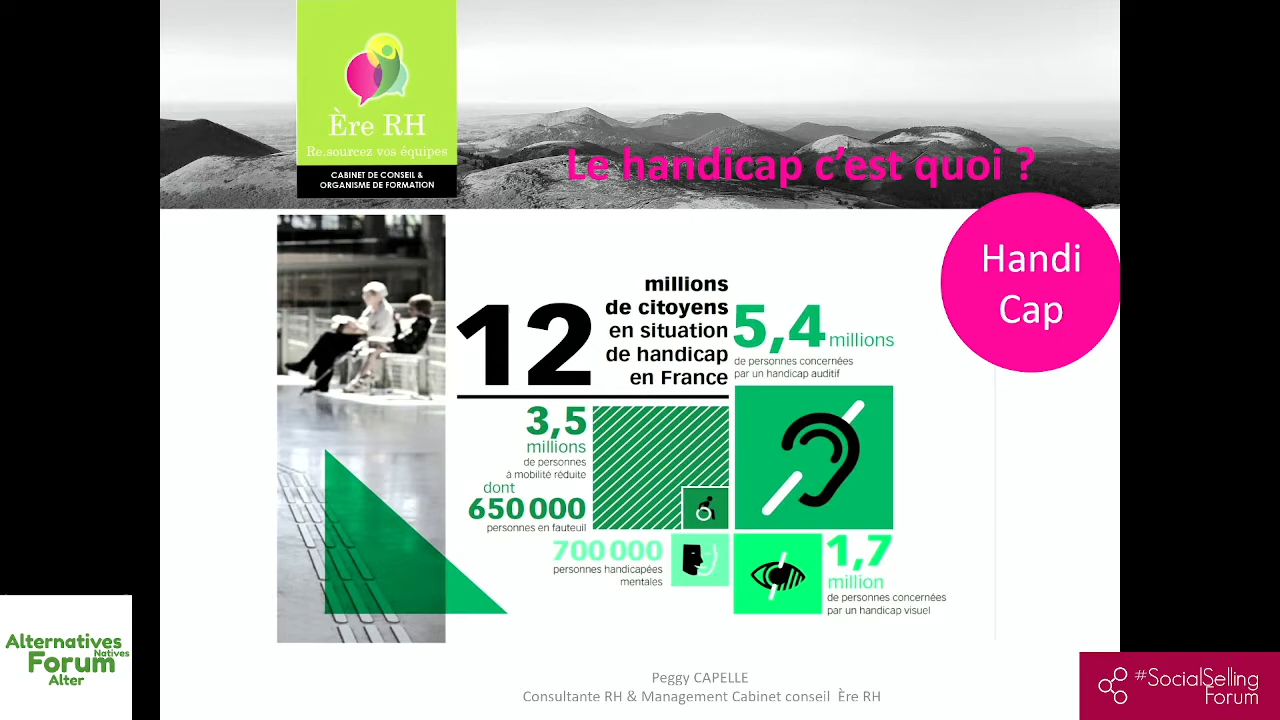 Ère RH
Re.sourcez vos équipes
CABINET DE CONSEIL &
ORGANISME DE FORMATION
Le handicap c’est quoi ?
Handi
Cap
12
millions
de citoyens
en situation
de handicap
en France
5,4 millions
de personnes concernées
par un handicap auditif
3,5
millions
de personnes
à mobilité réduite
dont
650 000
personnes en fauteuil
700 000
personnes handicapées
mentales
1,7
million
de personnes concernées
par un handicap visuel
Peggy CAPELLE
Consultante RH & Management Cabinet conseil Ère RH
Alternatives
Natives
Forum
Alter
#SocialSelling
Forum